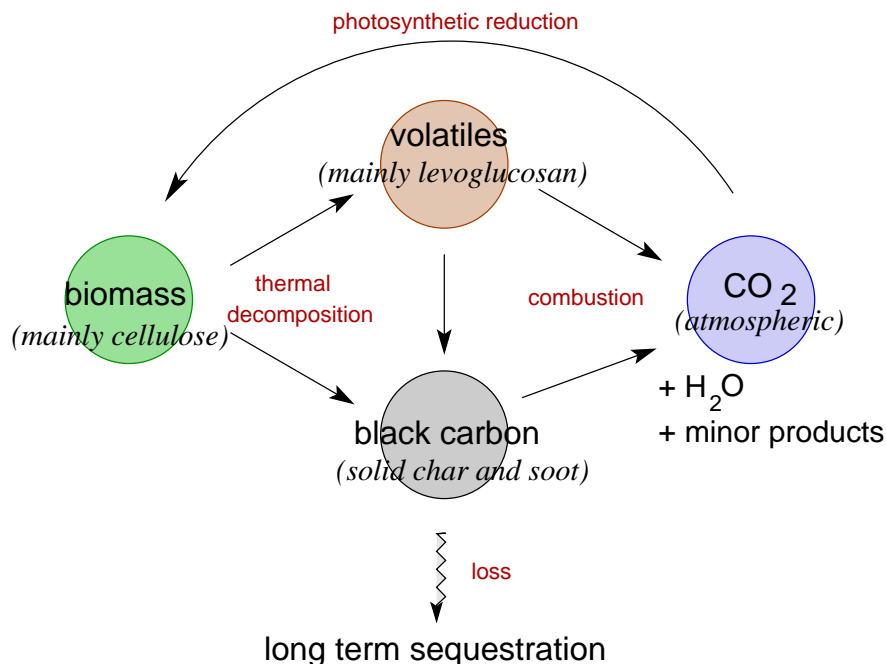 photosynthetic reduction
volatiles
(mainly levoglucosan)
biomass
(mainly cellulose)
thermal
decomposition
combustion
CO 2
(atmospheric)
+ H2O
+ minor products
black carbon
(solid char and soot)
loss
long term sequestration